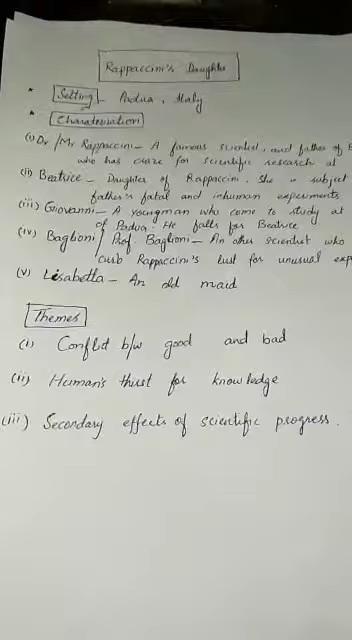 Rappaccini's Daughte
* Setting - Padua, Italy
* Characterization
(i) Dr/Mr Rappaccini - A famous scientist, and father of B
who has craze for scientific research at
(ii) Beatrice - Daughter of Rappaccini. She is subject
father's fatal and inhuman experiments
(iii) Giovanni - A youngman who come to study at
of Padua. He falls for Beatrice
(iv) Baglioni / Prof. Baglioni - An other scientist who
curb Rappaccini's lust for unusual exp
(v) Lisabetta - An old maid
Themes
(i) Conflict b/w good and bad
(ii) Human's thrust for knowledge
(iii) Secondary effects of scientific progress.